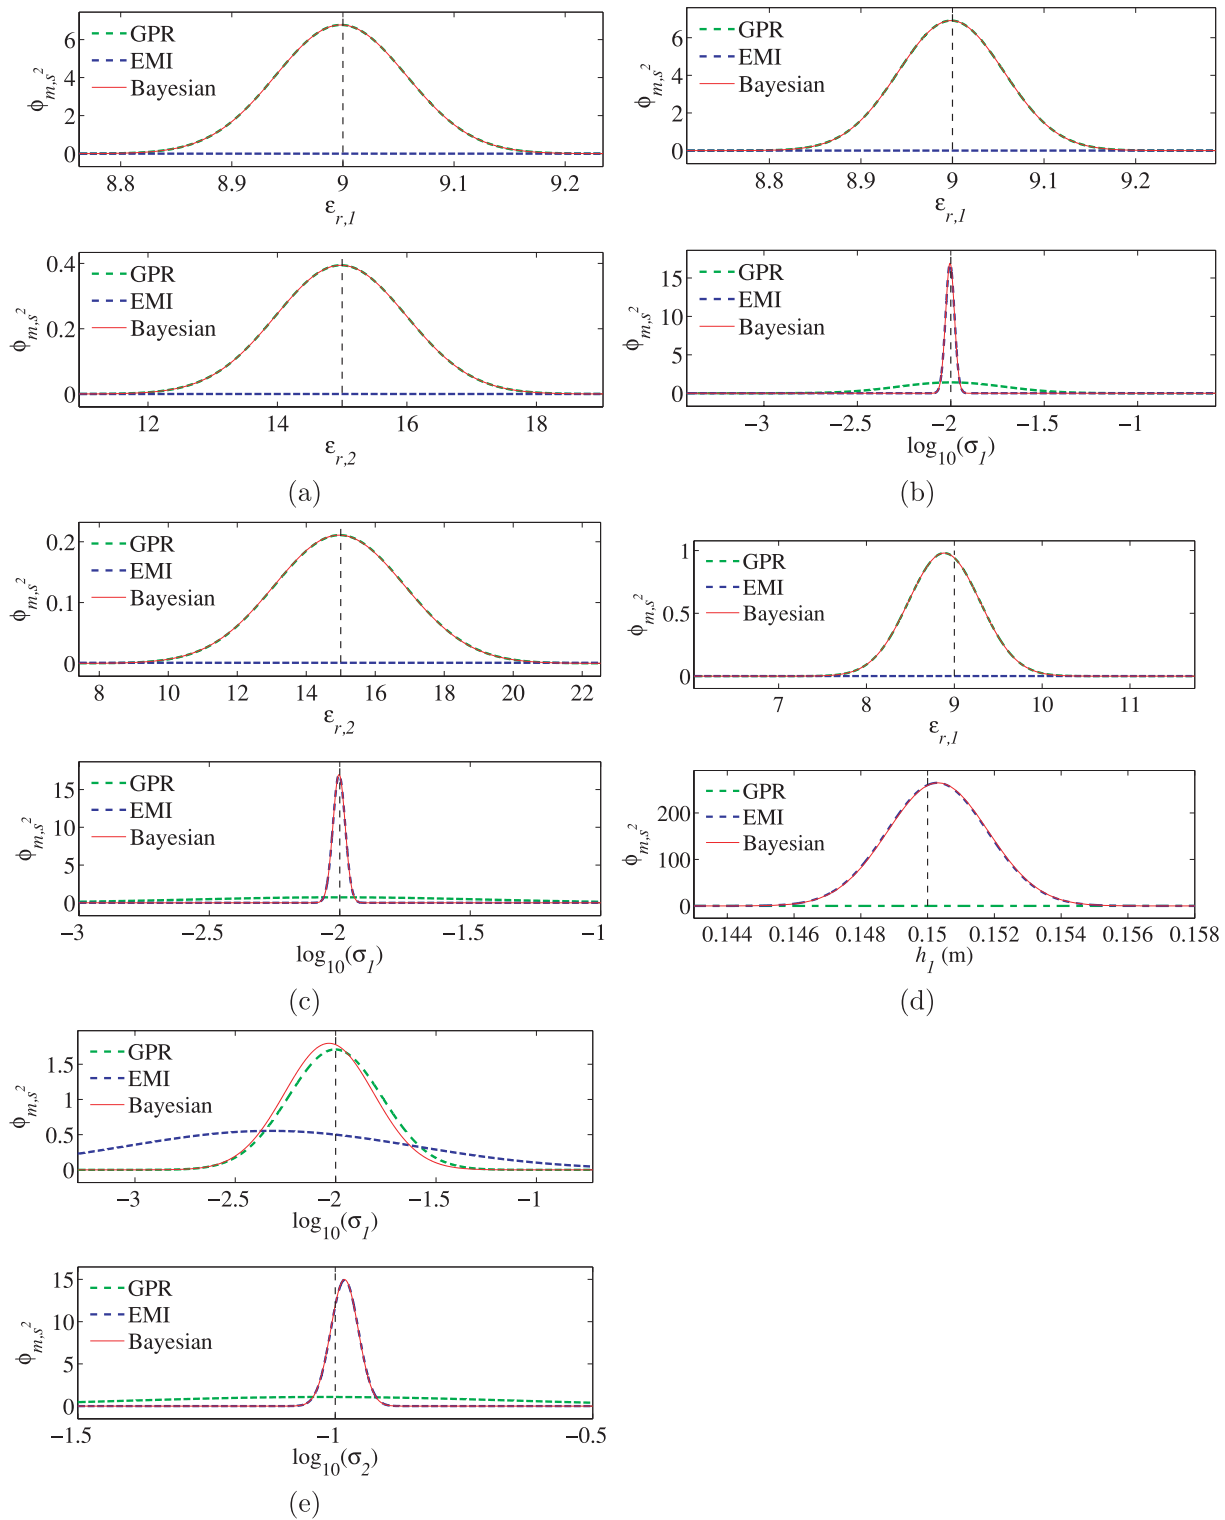 GPR
EMI
Bayesian
ϕm,s²
6
4
2
0
8.8 8.9 9 9.1 9.2
εr,1
GPR
EMI
Bayesian
ϕm,s²
0.4
0.2
0
12 14 16 18
εr,2
(a)
GPR
EMI
Bayesian
ϕm,s²
6
4
2
0
8.8 8.9 9 9.1 9.2
εr,1
GPR
EMI
Bayesian
ϕm,s²
15
10
5
0
−3 −2.5 −2 −1.5 −1
log10(σ1)
(b)
GPR
EMI
Bayesian
ϕm,s²
0.2
0.1
0
8 10 12 14 16 18 20 22
εr,2
GPR
EMI
Bayesian
ϕm,s²
15
10
5
0
−3 −2.5 −2 −1.5 −1
log10(σ1)
(c)
GPR
EMI
Bayesian
ϕm,s²
1
0.5
0
7 8 9 10 11
εr,1
GPR
EMI
Bayesian
ϕm,s²
200
100
0
0.144 0.146 0.148 0.15 0.152 0.154 0.156 0.158
h1 (m)
(d)
GPR
EMI
Bayesian
ϕm,s²
1.5
1
0.5
0
−3 −2.5 −2 −1.5 −1
log10(σ1)
GPR
EMI
Bayesian
ϕm,s²
15
10
5
0
−1.5 −1 −0.5
log10(σ2)
(e)